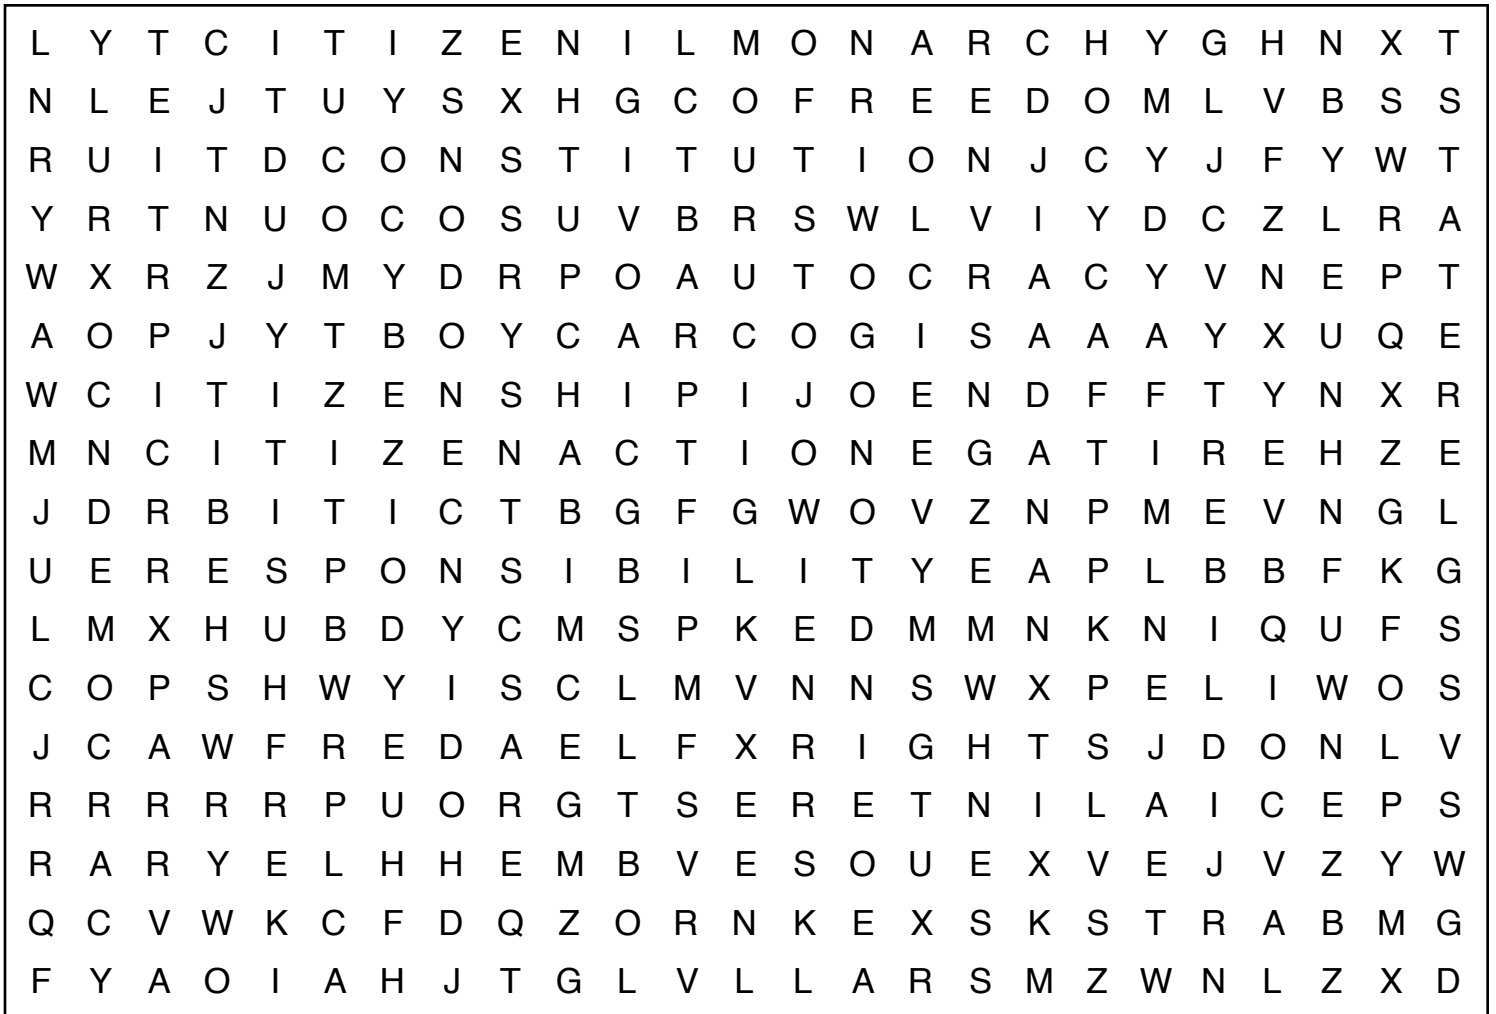 L Y T C I T I Z E N I L M O N A R C H Y G H N X T
N L E J T U Y S X H G C O F R E E D O M L V B S S
R U I T D C O N S T I T U T I O N J C Y J F Y W T
Y R T N U O C O S U V B R S W L V I Y D C Z L R A
W X R Z J M Y D R P O A U T O C R A C Y V N E P T
A O P J Y T B O Y C A R C O G I S A A A Y X U Q E
W C I T I Z E N S H I P I J O E N D F F T Y N X R
M N C I T I Z E N A C T I O N E G A T I R E H Z E
J D R B I T I C T B G F G W O V Z N P M E V N G L
U E R E S P O N S I B I L I T Y E A P L B B F K G
L M X H U B D Y C M S P K E D M M N K N I Q U F S
C O P S H W Y I S C L M V N N S W X P E L I W O S
J C A W F R E D A E L F X R I G H T S J D O N L V
R R R R R P U O R G T S E R E T N I L A I C E P S
R A R Y E L H H E M B V E S O U E X V E J V Z Y W
Q C V W K C F D Q Z O R N K E X S K S T R A B M G
F Y A O I A H J T G L V L L A R S M Z W N L Z X D